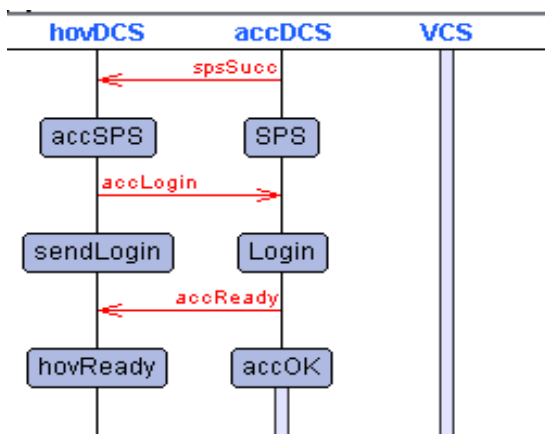 hovDCS accDCS VCS
spsSucc
accSPS SPS
accLogin
sendLogin Login
accReady
hovReady accOK